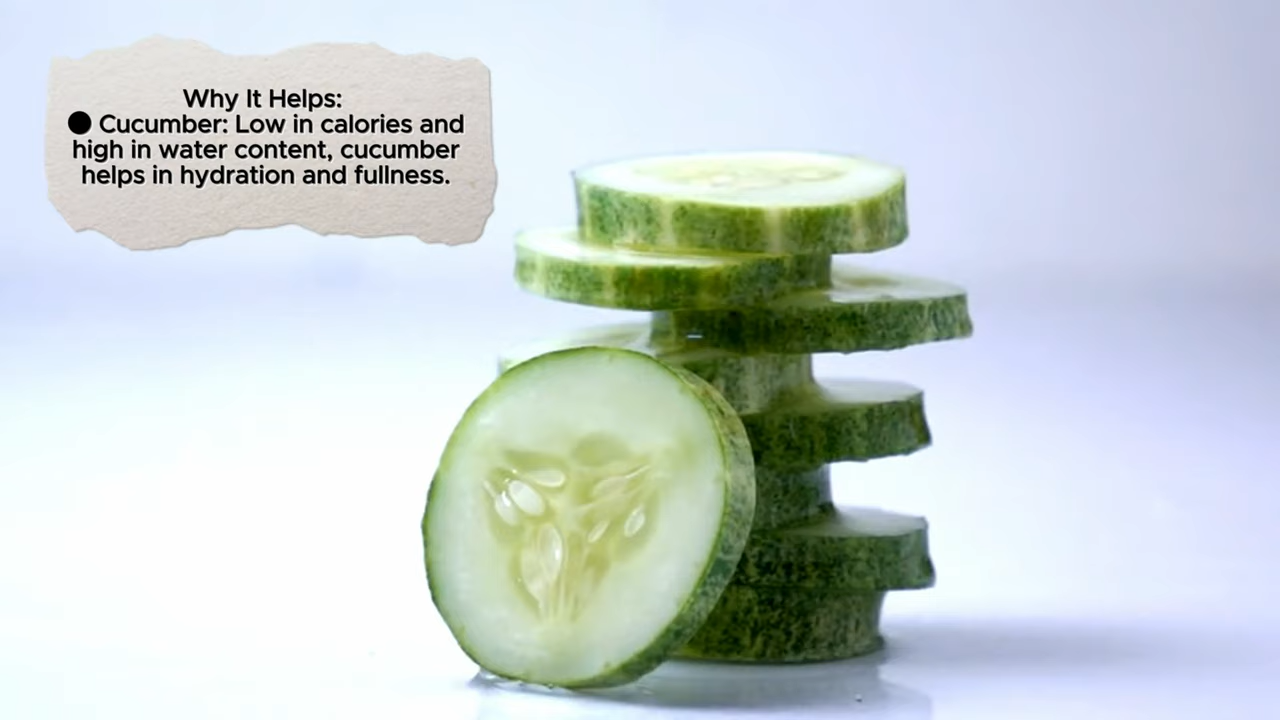 Why It Helps:
● Cucumber: Low in calories and
high in water content, cucumber
helps in hydration and fullness.